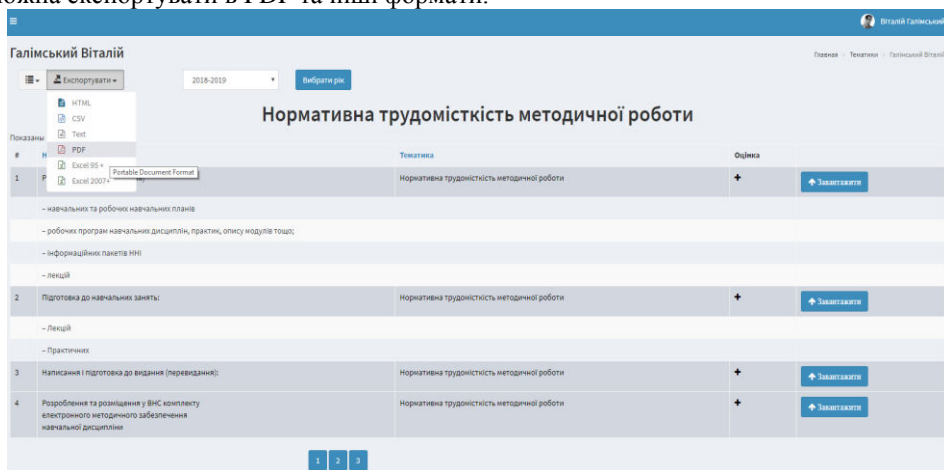 можна експортувати в PDF та інші формати.
Віталій Галімський
Галімський Віталій
Главная Тематики Галімський Віталій
Експортувати
2018-2019
Вибрати рік
HTML
CSV
Text
PDF
Excel 95 +
Excel 2007+
Portable Document Format
Нормативна трудомісткість методичної роботи
Показаны
# Н Тематика Оцінка
1 Р Нормативна трудомісткість методичної роботи + Завантажити
– навчальних та робочих навчальних планів
– робочих програм навчальних дисциплін, практик, опису модулів тощо;
– інформаційних пакетів ННІ
– лекцій
2 Підготовка до навчальних занять: Нормативна трудомісткість методичної роботи + Завантажити
– Лекцій
– Практичних
3 Написання і підготовка до видання (перевидання): Нормативна трудомісткість методичної роботи + Завантажити
4 Розроблення та розміщення у ВНС комплекту Нормативна трудомісткість методичної роботи + Завантажити
електронного методичного забезпечення
навчальної дисципліни
1 2 3